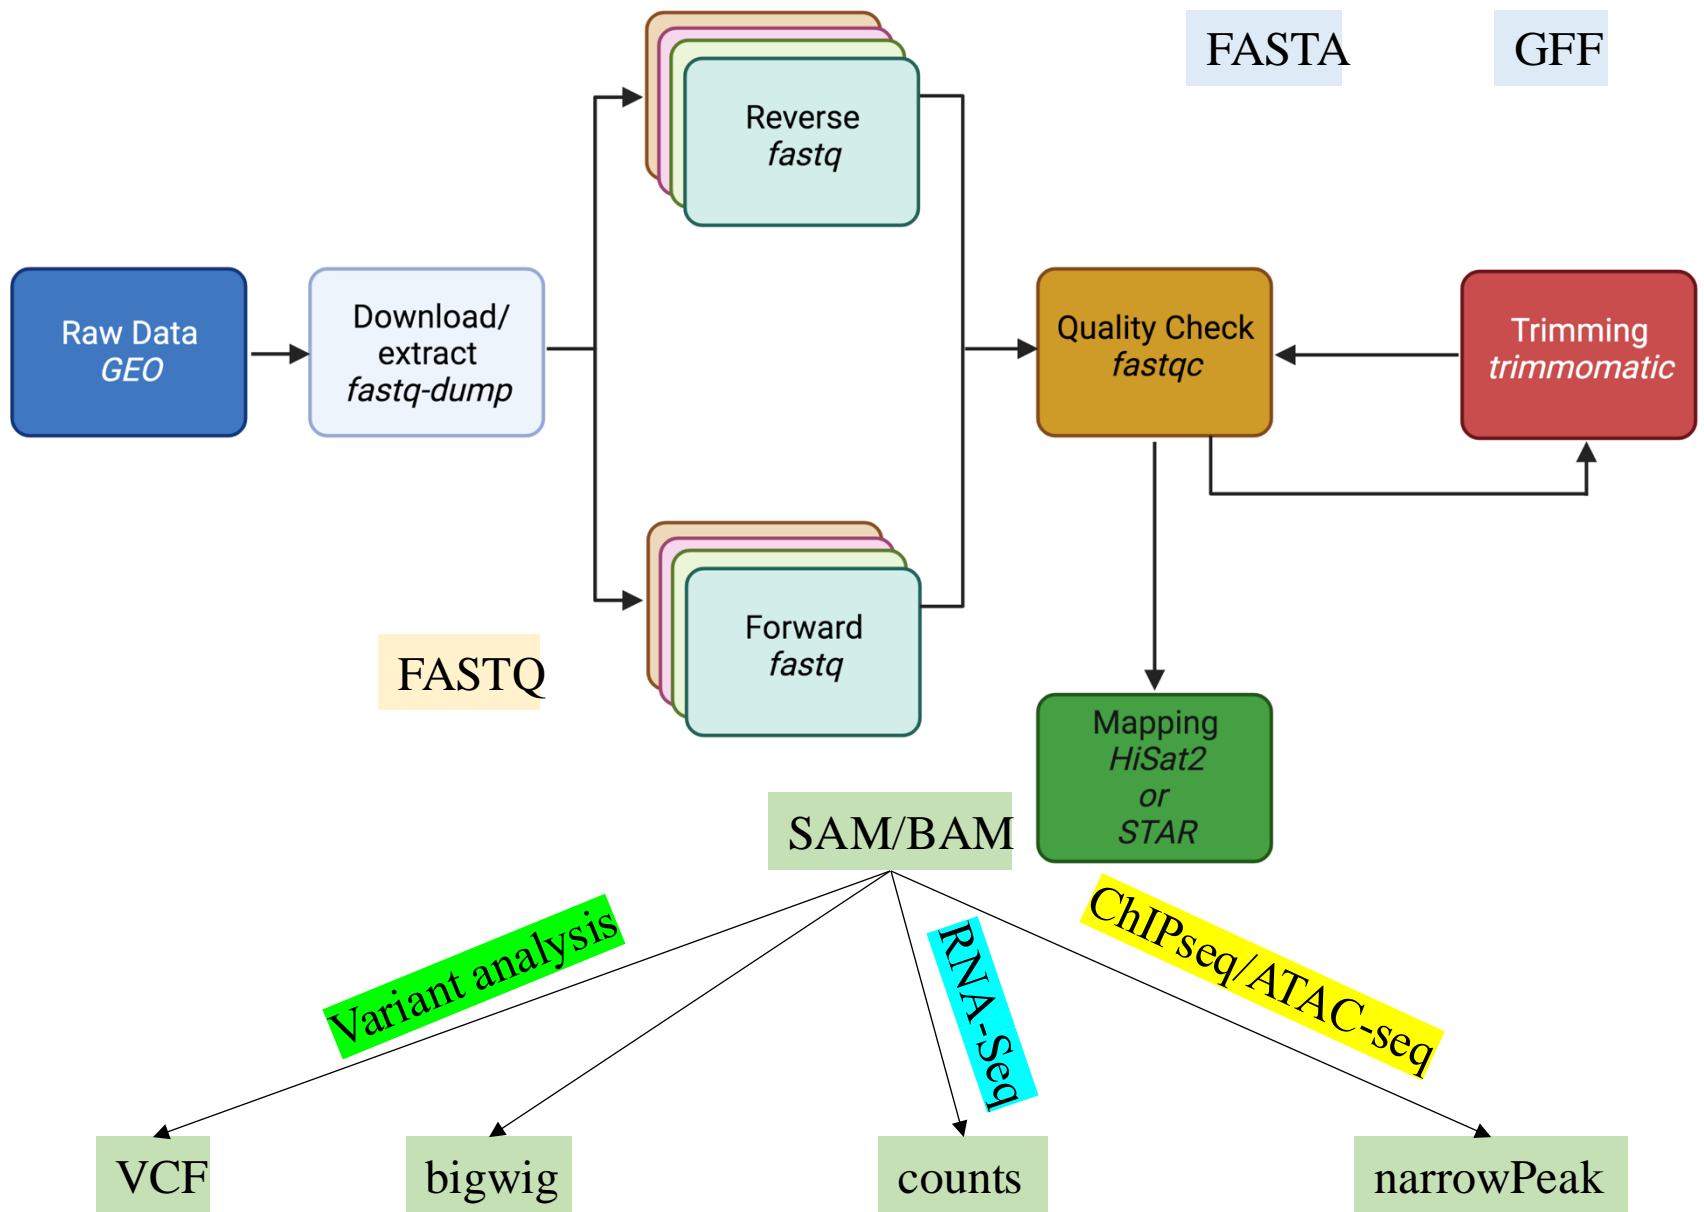 FASTA
GFF
Reverse
fastq
Raw Data
GEO
Download/
extract
fastq-dump
Quality Check
fastqc
Trimming
trimmomatic
FASTQ
Forward
fastq
Mapping
HiSat2
or
STAR
SAM/BAM
Variant analysis
RNA-Seq
ChIPseq/ATAC-seq
VCF
bigwig
counts
narrowPeak